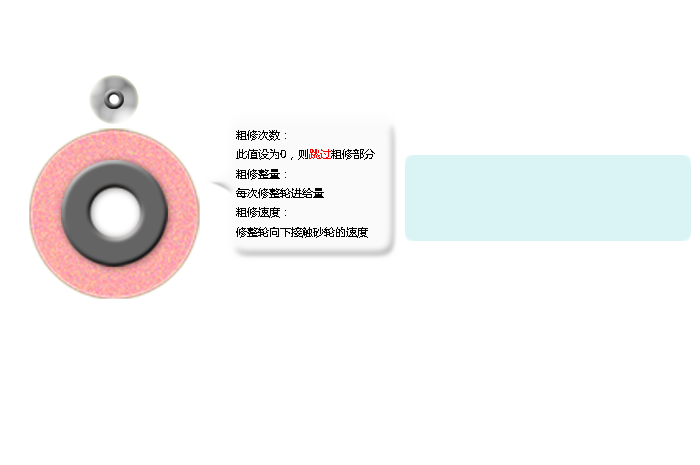 粗修次数：
此值设为0，则跳过粗修部分
粗修整量：
每次修整轮进给量
粗修速度：
修整轮向下接触砂轮的速度